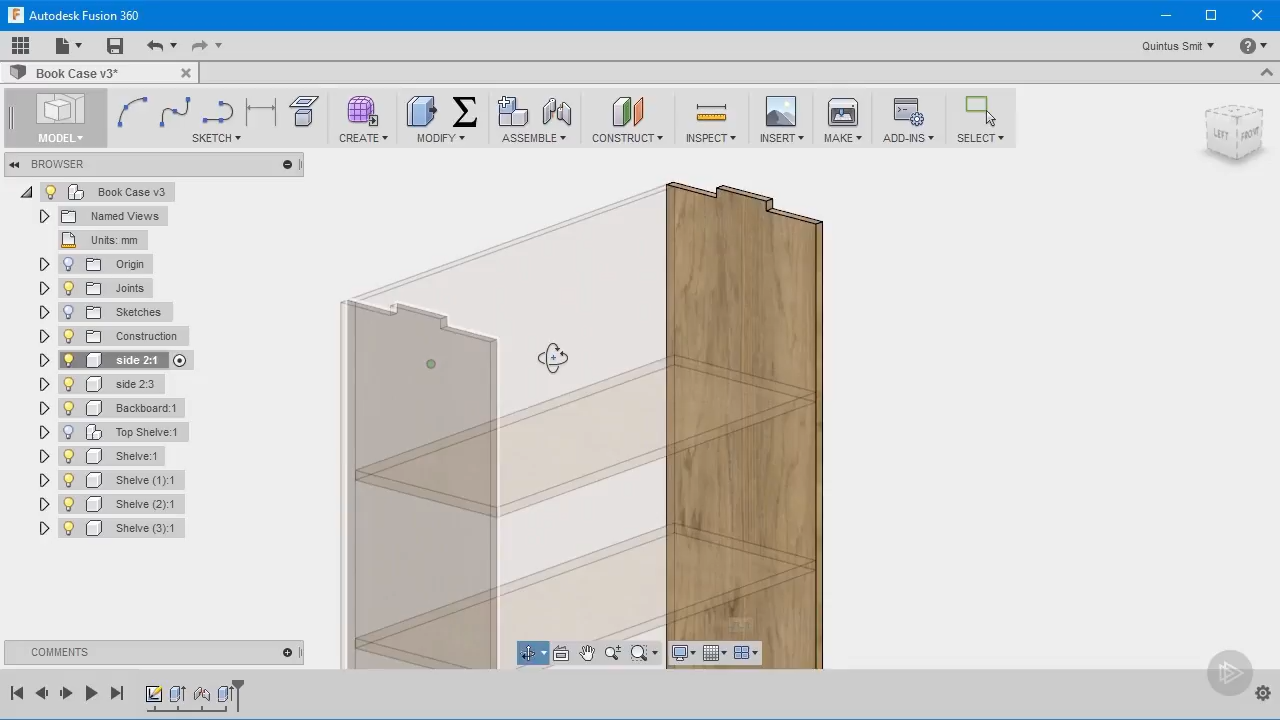 Autodesk Fusion 360
Quintus Smit
Book Case v3*
MODEL
SKETCH
CREATE
MODIFY
ASSEMBLE
CONSTRUCT
INSPECT
INSERT
MAKE
ADD-INS
SELECT
LEFT
FRONT
BROWSER
Book Case v3
Named Views
Units: mm
Origin
Joints
Sketches
Construction
side 2:1
side 2:3
Backboard:1
Top Shelve:1
Shelve:1
Shelve (1):1
Shelve (2):1
Shelve (3):1
COMMENTS